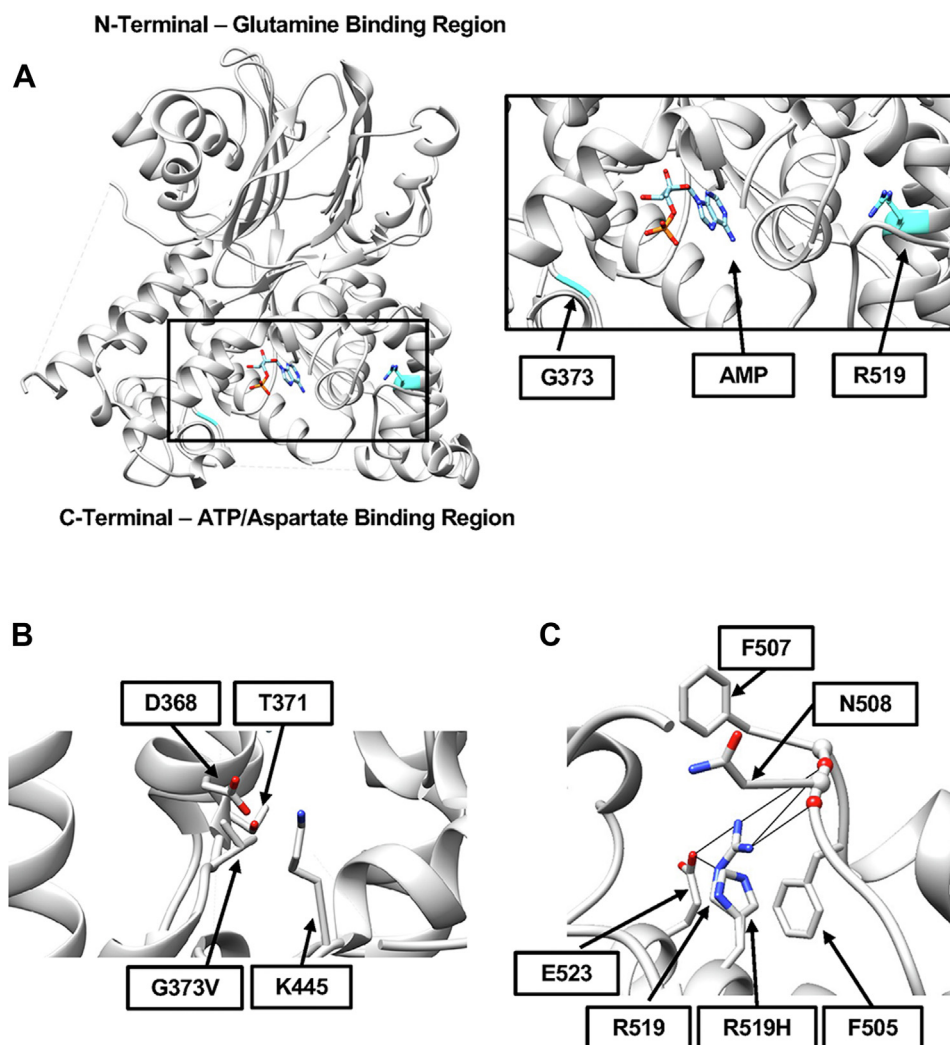 N-Terminal – Glutamine Binding Region
A
G373
AMP
R519
C-Terminal – ATP/Aspartate Binding Region
B
D368
T371
G373V
K445
C
F507
N508
E523
R519
R519H
F505